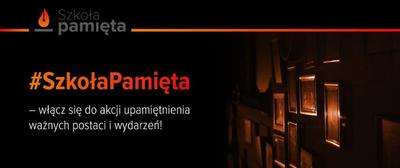 Szkoła
pamięta
#SzkołaPamięta
– włącz się do akcji upamiętnienia
ważnych postaci i wydarzeń!